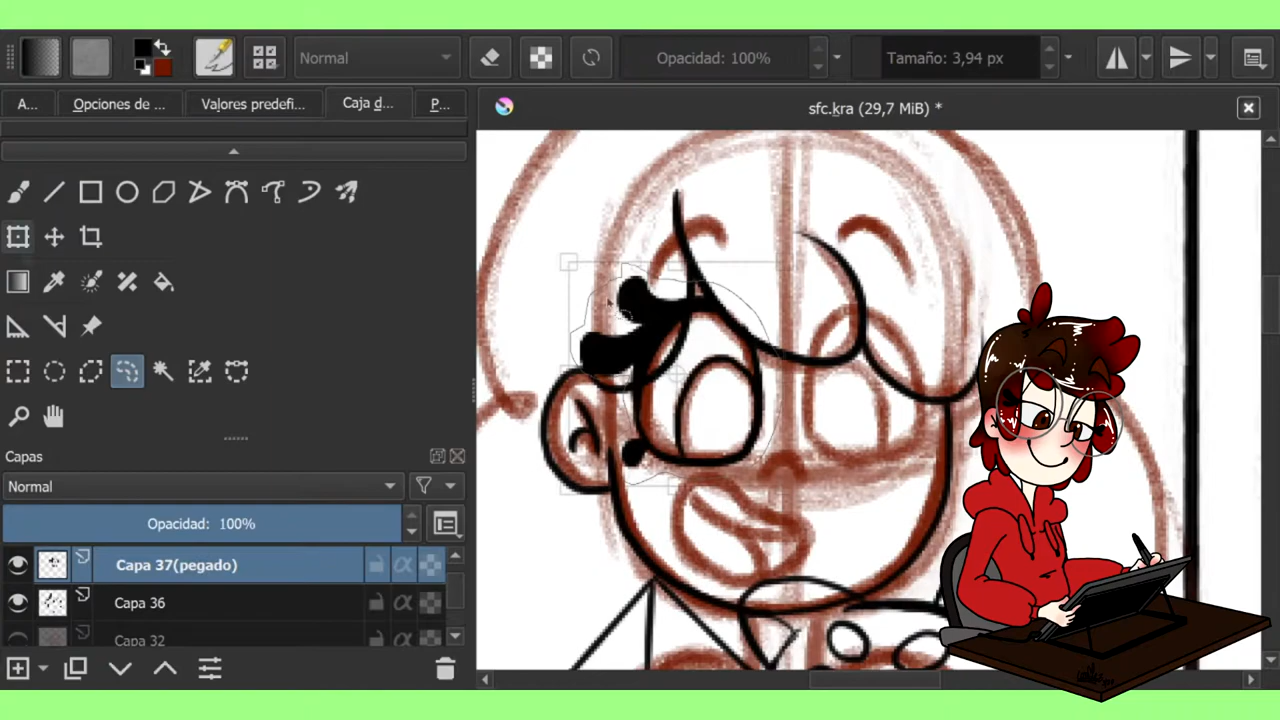 Normal
Opacidad: 100%
Tamaño: 3,94 px
A...
Opciones de ...
Valores predefi...
Caja d...
P...
sfc.kra (29,7 MiB) *
Capas
Normal
Opacidad: 100%
Capa 37(pegado)
Capa 36
Capa 32